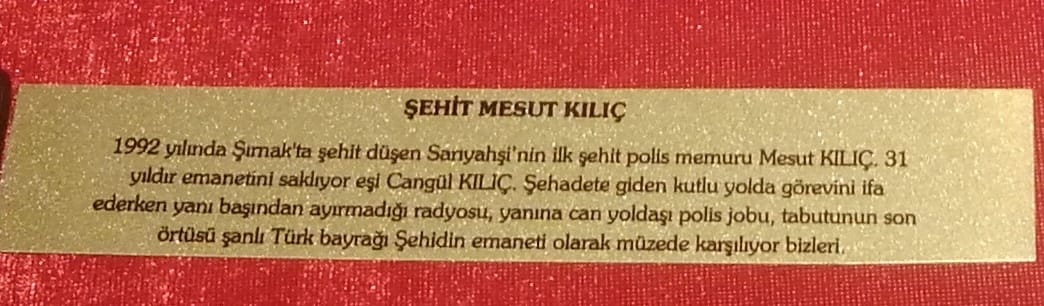 ŞEHİT MESUT KILIÇ
1992 yılında Şırnak'ta şehit düşen Sarıyahşi'nin ilk şehit polis memuru Mesut KILIÇ. 31
yıldır emanetini saklıyor eşi Cangül KILIÇ. Şehadete giden kutlu yolda görevini ifa
ederken yanı başından ayırmadığı radyosu, yanına can yoldaşı polis jobu, tabutunun son
örtüsü şanlı Türk bayrağı Şehidin emaneti olarak müzede karşılıyor bizleri.